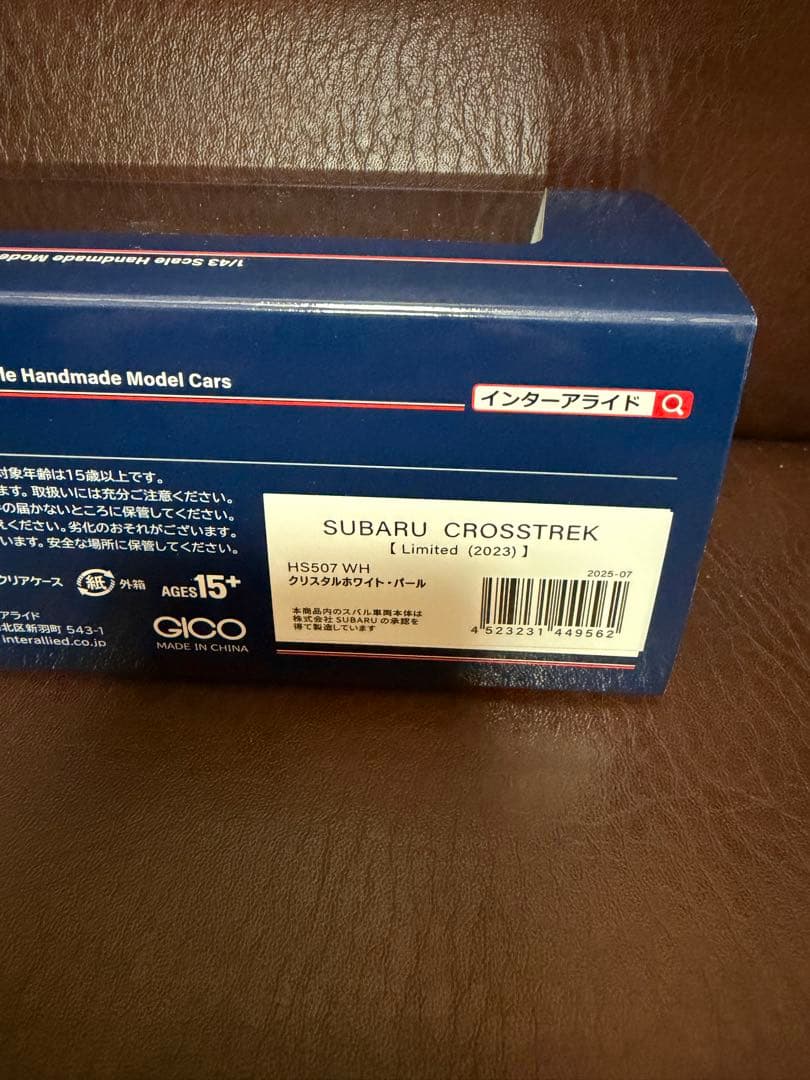 1/43 Scale Handmade Mode
le Handmade Model Cars
インターアライド
対象年齢は15歳以上です。
ます。取扱いには充分ご注意ください。
の届かないところに保管してください。
ください。劣化のおそれがございます。
います。安全な場所に保管してください。
クリアケース 紙 外箱 AGES 15+
アライド
北区新羽町 543-1
interallied.co.jp
GICO
MADE IN CHINA
SUBARU CROSSTREK
【 Limited (2023) 】
HS507 WH
クリスタルホワイト・パール
2025-07
本商品内のスバル車両本体は
株式会社 SUBARU の承認を
得て製造しています
4 523231 449562